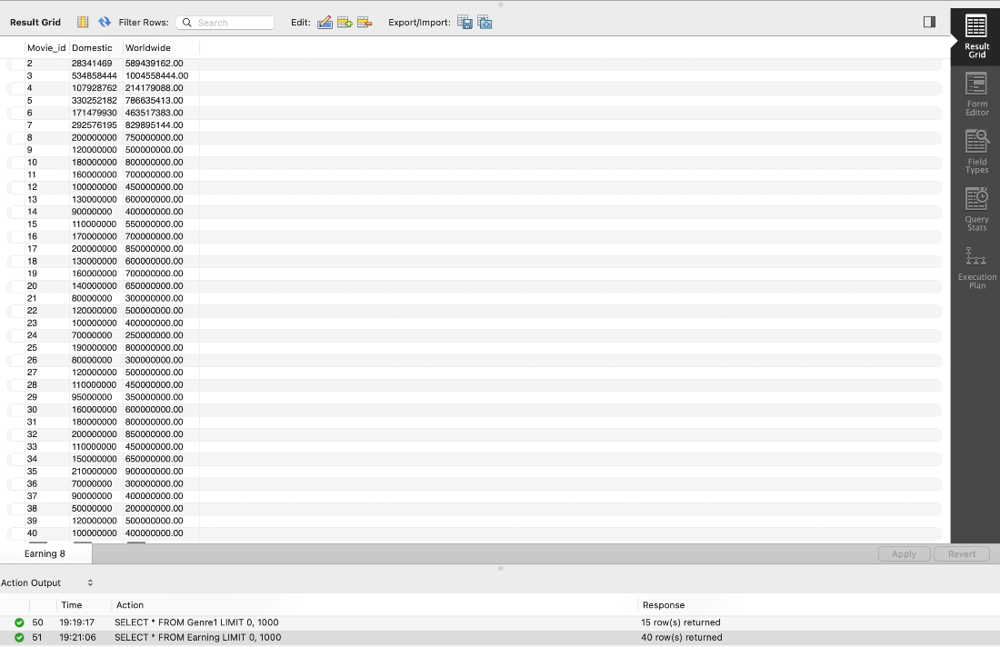 Result Grid Filter Rows: Search Edit: Export/Import:
Result Grid
Form Editor
Field Types
Query Stats
Execution Plan
Movie_id Domestic Worldwide
2 28341469 589439162.00
3 534858444 1004558444.00
4 107928762 214179088.00
5 330252182 786635413.00
6 171479930 463517383.00
7 292576195 829895144.00
8 200000000 750000000.00
9 120000000 500000000.00
10 180000000 800000000.00
11 160000000 700000000.00
12 100000000 450000000.00
13 130000000 600000000.00
14 90000000 400000000.00
15 110000000 550000000.00
16 170000000 700000000.00
17 200000000 850000000.00
18 130000000 600000000.00
19 160000000 700000000.00
20 140000000 650000000.00
21 80000000 300000000.00
22 120000000 500000000.00
23 100000000 400000000.00
24 70000000 250000000.00
25 190000000 800000000.00
26 80000000 300000000.00
27 120000000 500000000.00
28 110000000 450000000.00
29 95000000 350000000.00
30 160000000 600000000.00
31 180000000 800000000.00
32 200000000 850000000.00
33 110000000 450000000.00
34 150000000 650000000.00
35 210000000 900000000.00
36 70000000 300000000.00
37 90000000 400000000.00
38 50000000 200000000.00
39 120000000 500000000.00
40 100000000 400000000.00
Earning 8 Apply Revert
Action Output
Time Action Response
50 19:19:17 SELECT * FROM Genre1 LIMIT 0, 1000 15 row(s) returned
51 19:21:06 SELECT * FROM Earning LIMIT 0, 1000 40 row(s) returned